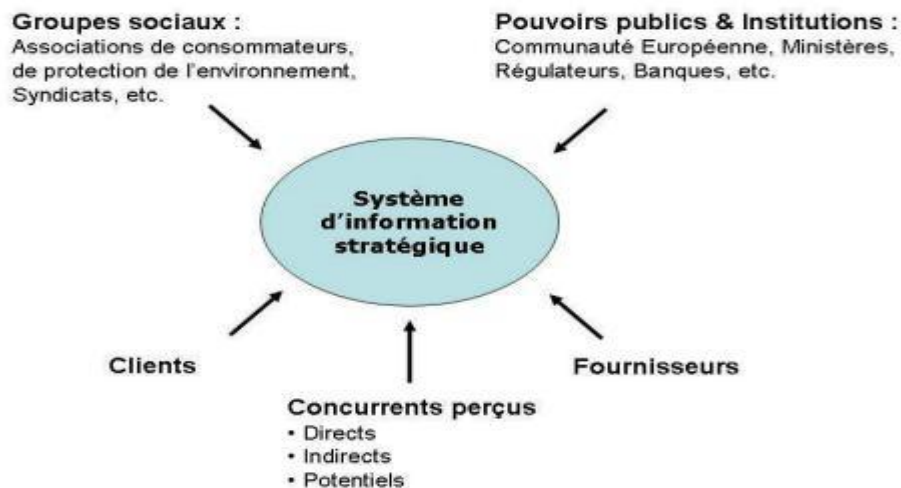 Groupes sociaux :
Associations de consommateurs,
de protection de l'environnement,
Syndicats, etc.
Pouvoirs publics & Institutions :
Communauté Européenne, Ministères,
Régulateurs, Banques, etc.
Système
d'information
stratégique
Clients
Fournisseurs
Concurrents perçus
• Directs
• Indirects
• Potentiels